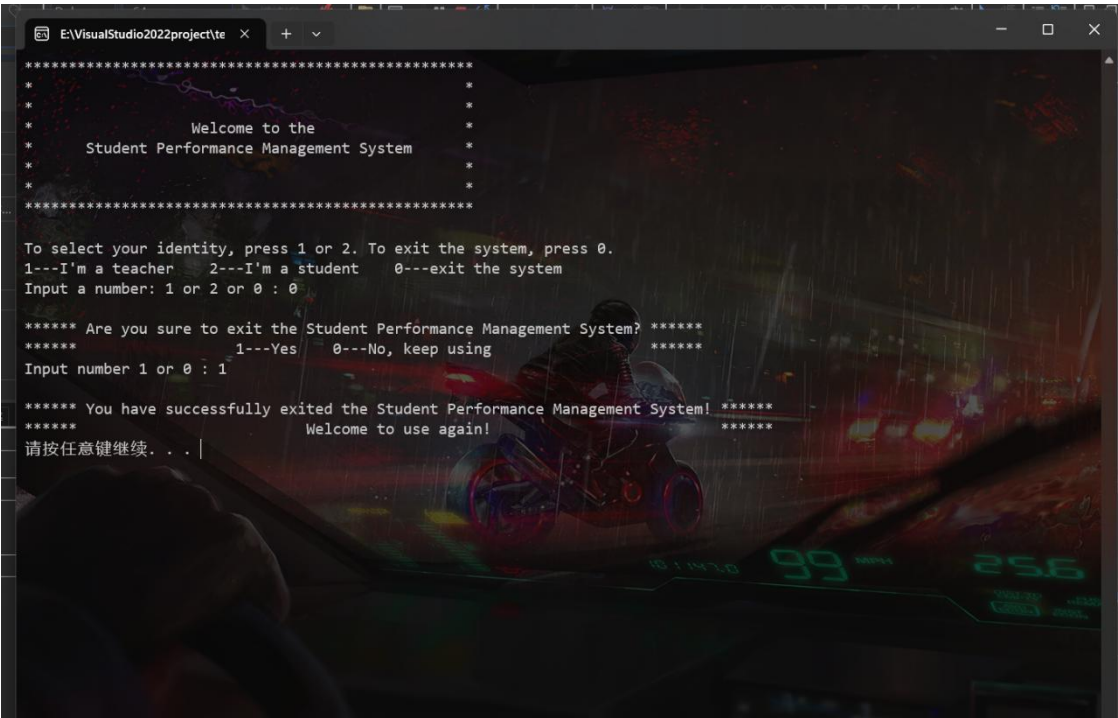 E:\VisualStudio2022project\te
**************************************************
* *
* *
* Welcome to the *
* Student Performance Management System *
* *
* *
**************************************************
To select your identity, press 1 or 2. To exit the system, press 0.
1---I'm a teacher 2---I'm a student 0---exit the system
Input a number: 1 or 2 or 0 : 0
****** Are you sure to exit the Student Performance Management System? ******
****** 1---Yes 0---No, keep using ******
Input number 1 or 0 : 1
****** You have successfully exited the Student Performance Management System! ******
****** Welcome to use again! ******
请按任意键继续. . .
99 MPH
25.6